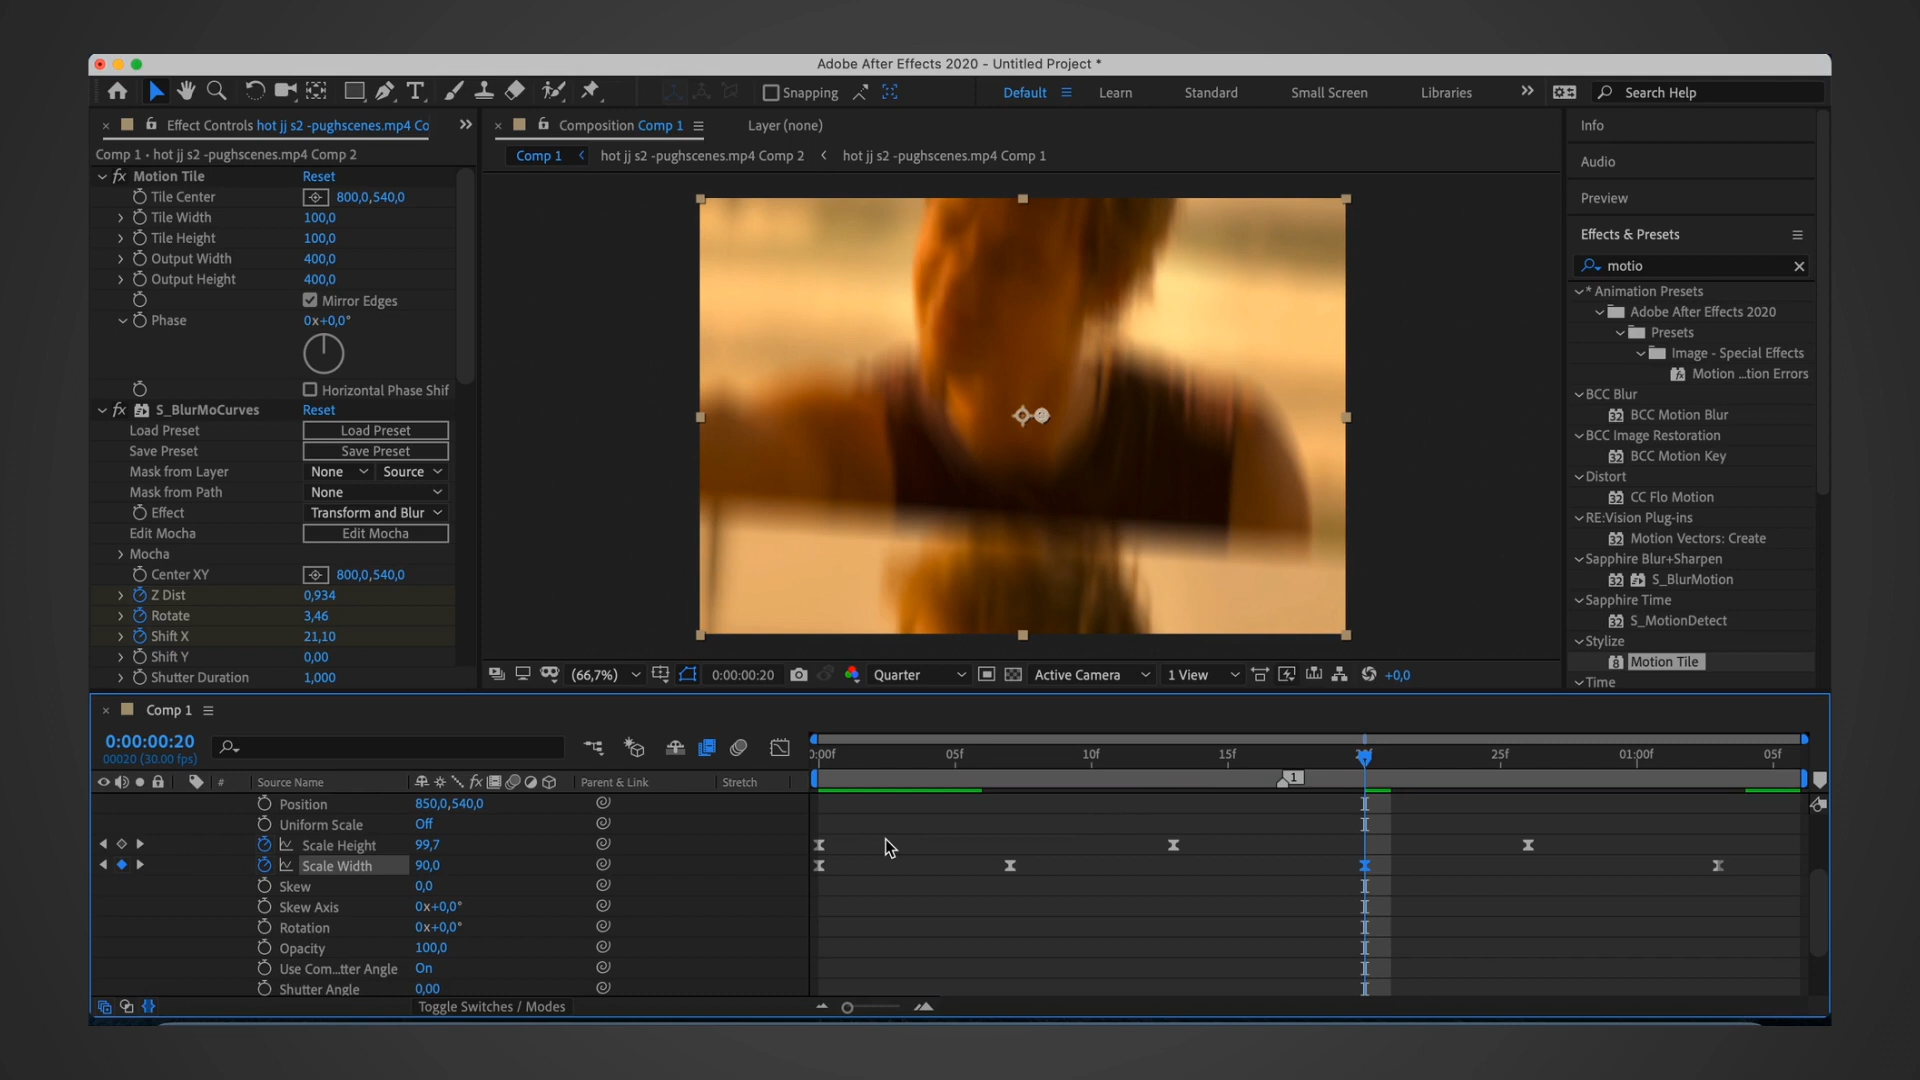 Adobe After Effects 2020 - Untitled Project *
Snapping
Default
Learn
Standard
Small Screen
Libraries
Search Help
Effect Controls hot jj s2 -pughscenes.mp4 Co
Composition Comp 1
Layer (none)
Comp 1 • hot jj s2 -pughscenes.mp4 Comp 2
Comp 1
hot jj s2 -pughscenes.mp4 Comp 2
hot jj s2 -pughscenes.mp4 Comp 1
Motion Tile Reset
Tile Center 800,0,540,0
Tile Width 100,0
Tile Height 100,0
Output Width 400,0
Output Height 400,0
Mirror Edges
Phase 0x+0,0°
Horizontal Phase Shif
S_BlurMoCurves Reset
Load Preset Load Preset
Save Preset Save Preset
Mask from Layer None Source
Mask from Path None
Effect Transform and Blur
Edit Mocha Edit Mocha
Mocha
Center XY 800,0,540,0
Z Dist 0,934
Rotate 3,46
Shift X 21,10
Shift Y 0,00
Shutter Duration 1,000
(66,7%)
0:00:00:20
Quarter
Active Camera
1 View
+0,0
Info
Audio
Preview
Effects & Presets
motio
* Animation Presets
Adobe After Effects 2020
Presets
Image - Special Effects
Motion ...tion Errors
BCC Blur
32 BCC Motion Blur
BCC Image Restoration
32 BCC Motion Key
Distort
32 CC Flo Motion
RE:Vision Plug-ins
32 Motion Vectors: Create
Sapphire Blur+Sharpen
32 S_BlurMotion
Sapphire Time
32 S_MotionDetect
Stylize
8 Motion Tile
Time
Comp 1
0:00:00:20
00020 (30.00 fps)
:00f 05f 10f 15f 25f 01:00f 05f
1
# Source Name fx Parent & Link Stretch
Position 850,0,540,0
Uniform Scale Off
Scale Height 99,7
Scale Width 90,0
Skew 0,0
Skew Axis 0x+0,0°
Rotation 0x+0,0°
Opacity 100,0
Use Com...tter Angle On
Shutter Angle 0,00
Toggle Switches / Modes